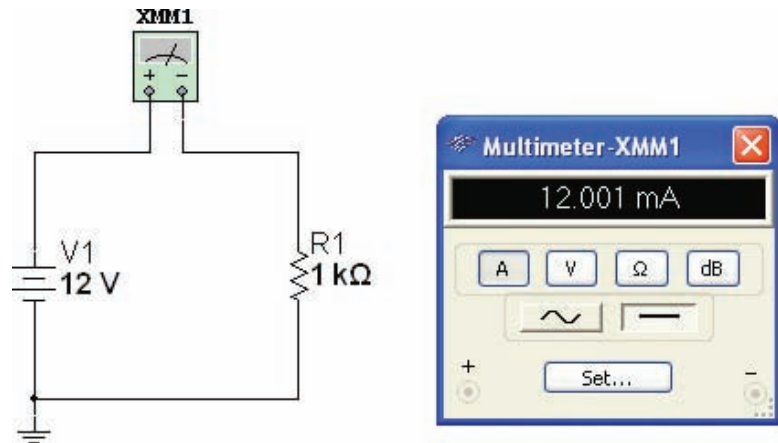 XMM1
+ −
V1
12 V
R1
1 kΩ
Multimeter-XMM1
12.001 mA
A V Ω dB
+ Set... −